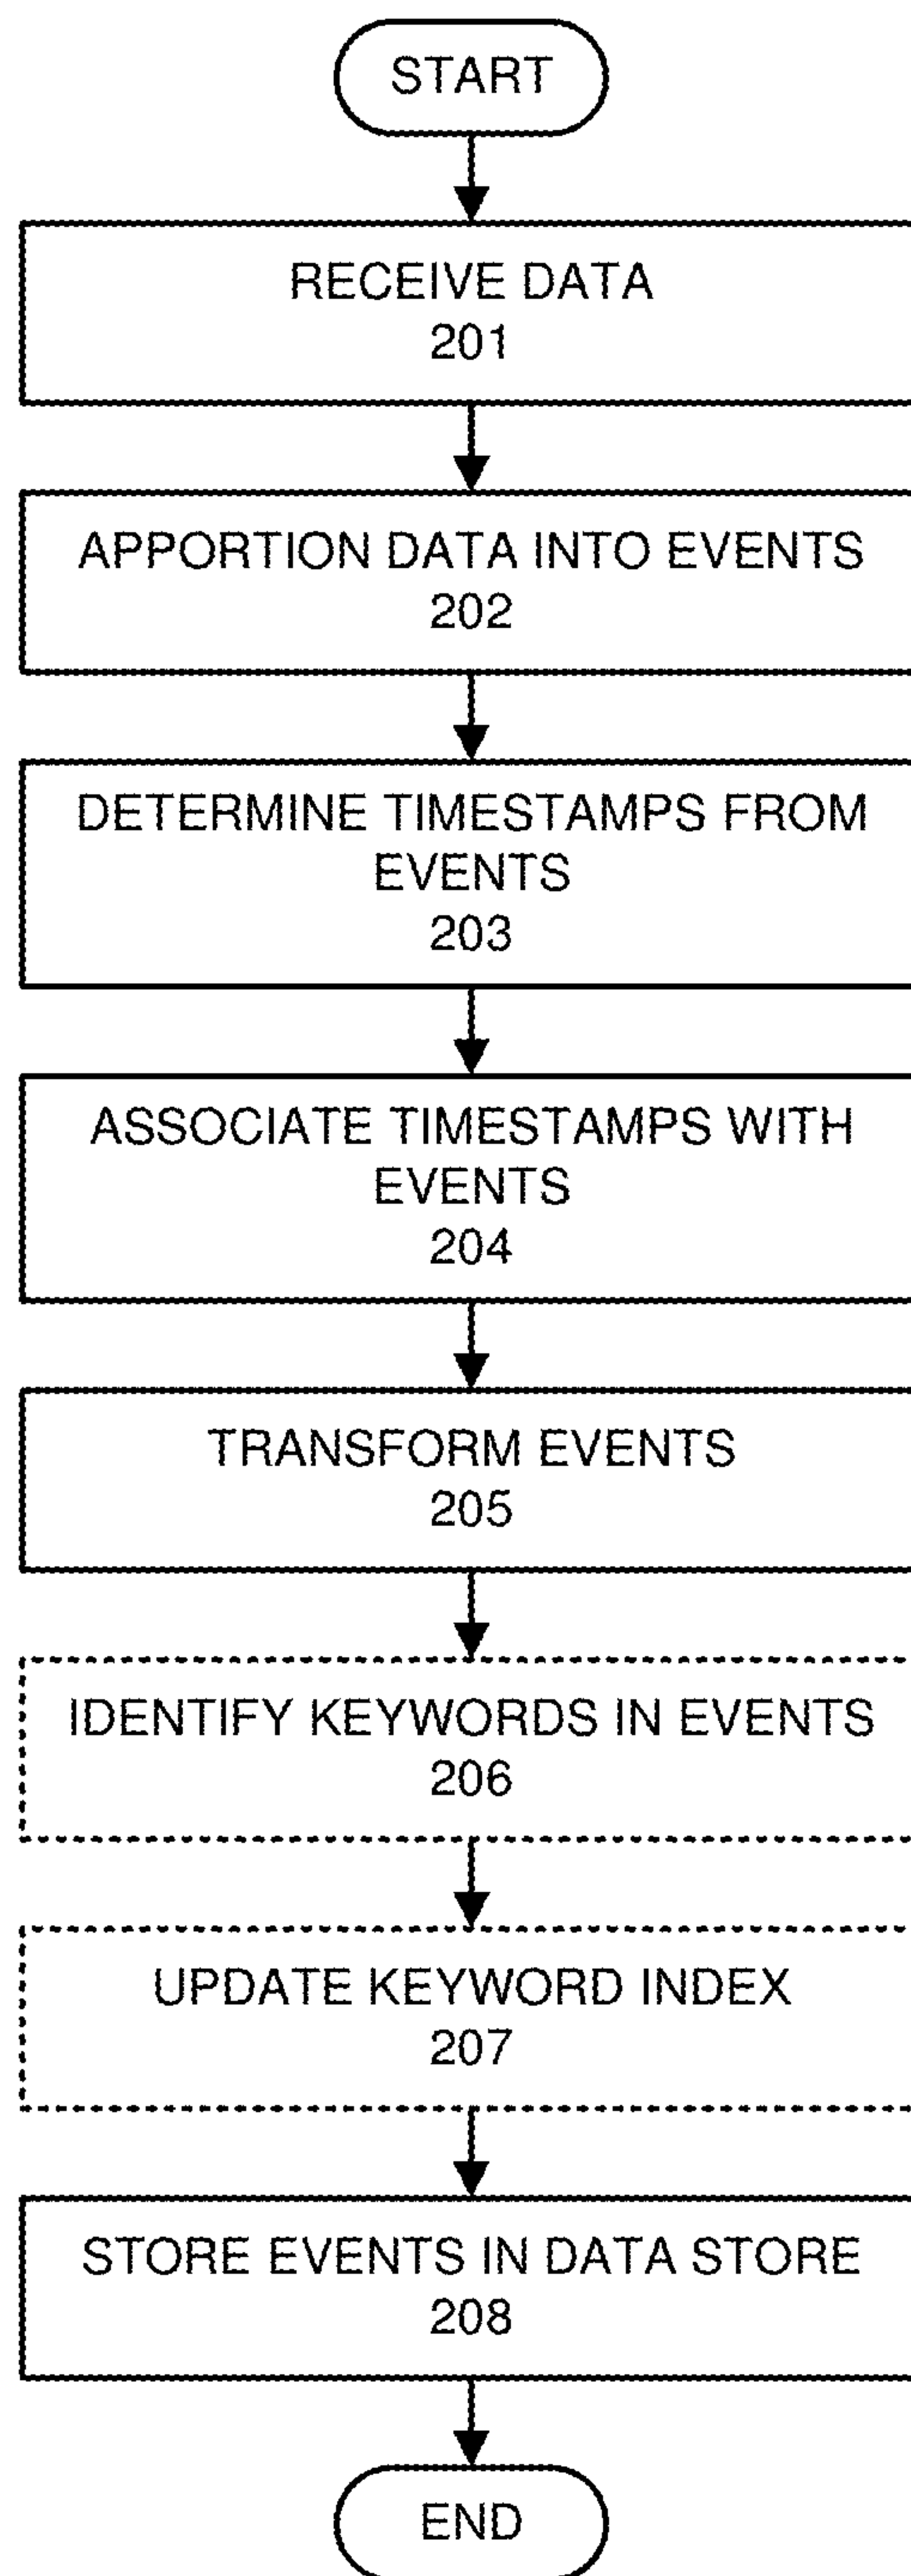 START
RECEIVE DATA
201
APPORTION DATA INTO EVENTS
202
DETERMINE TIMESTAMPS FROM
EVENTS
203
ASSOCIATE TIMESTAMPS WITH
EVENTS
204
TRANSFORM EVENTS
205
IDENTIFY KEYWORDS IN EVENTS
206
UPDATE KEYWORD INDEX
207
STORE EVENTS IN DATA STORE
208
END